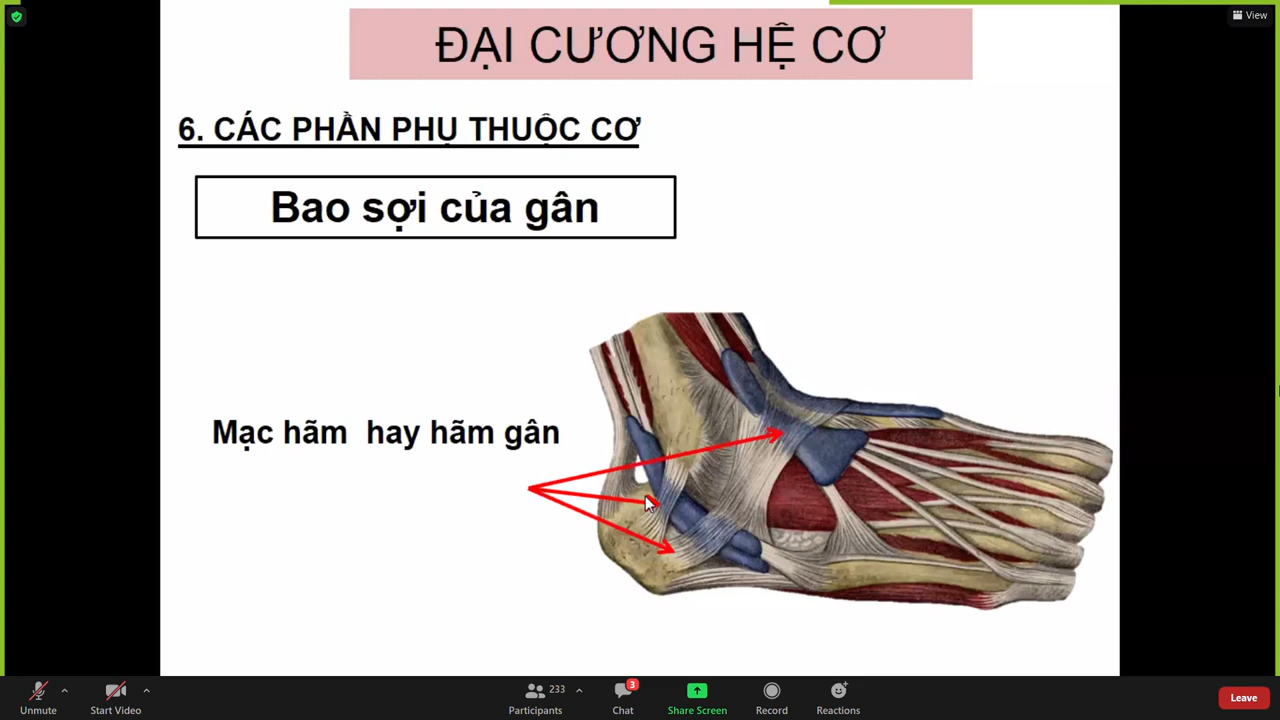 View
ĐẠI CƯƠNG HỆ CƠ
6. CÁC PHẦN PHỤ THUỘC CƠ
Bao sợi của gân
Mạc hãm hay hãm gân
Unmute
Start Video
233
Participants
3
Chat
Share Screen
Record
Reactions
Leave